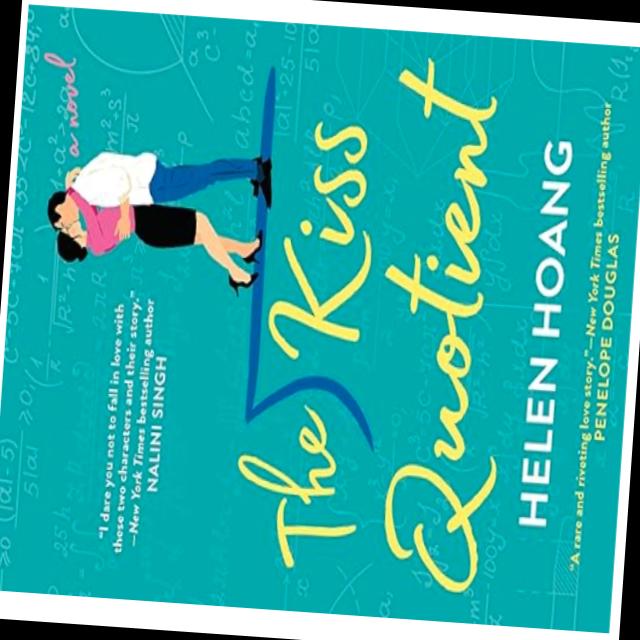 a novel
"I dare you not to fall in love with
these two characters and their story."
—New York Times bestselling author
NALINI SINGH
The Kiss
Quotient
HELEN HOANG
"A rare and riveting love story."—New York Times bestselling author
PENELOPE DOUGLAS